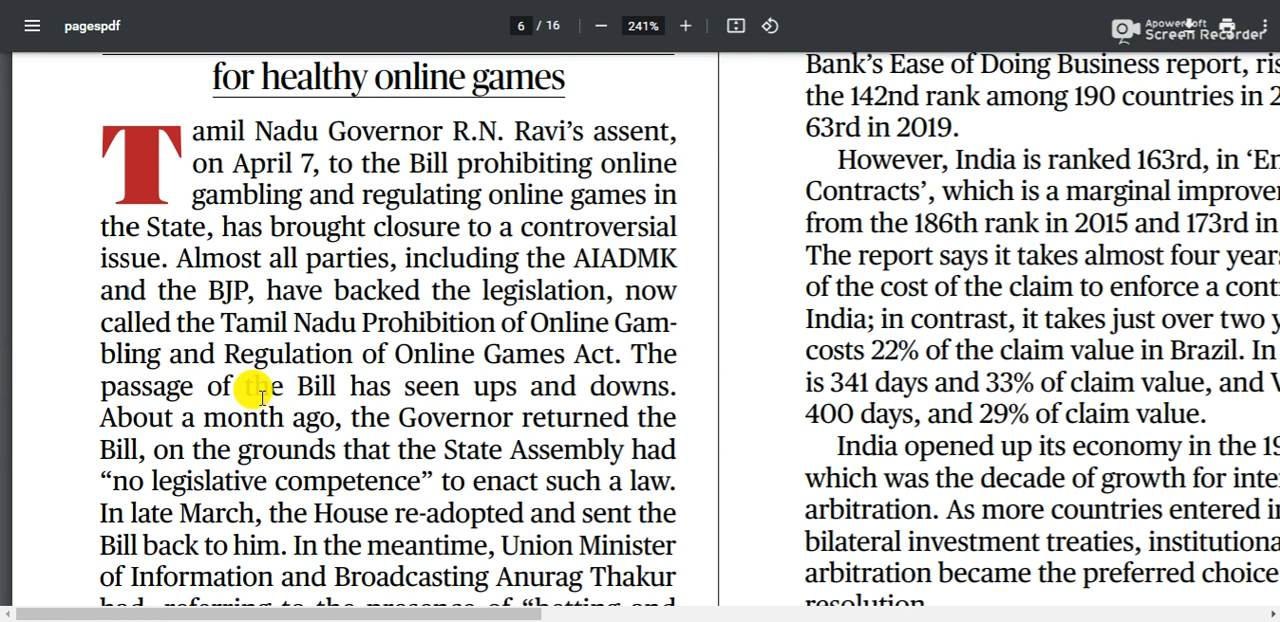 pagespdf
6 / 16
241%
Apowersoft
Screen Recorder
for healthy online games
Tamil Nadu Governor R.N. Ravi’s assent,
on April 7, to the Bill prohibiting online
gambling and regulating online games in
the State, has brought closure to a controversial
issue. Almost all parties, including the AIADMK
and the BJP, have backed the legislation, now
called the Tamil Nadu Prohibition of Online Gam-
bling and Regulation of Online Games Act. The
passage of the Bill has seen ups and downs.
About a month ago, the Governor returned the
Bill, on the grounds that the State Assembly had
“no legislative competence” to enact such a law.
In late March, the House re-adopted and sent the
Bill back to him. In the meantime, Union Minister
of Information and Broadcasting Anurag Thakur
had, referring to the presence of “betting and
Bank’s Ease of Doing Business report, 
the 142nd rank among 190 countries in
63rd in 2019.
However, India is ranked 163rd, in
Contracts’, which is a marginal
from the 186th rank in 2015 and 173rd in
The report says it takes almost four
of the cost of the claim to enforce a
India; in contrast, it takes just over two
costs 22% of the claim value in Brazil. In
is 341 days and 33% of claim value, and
400 days, and 29% of claim value.
India opened up its economy in the
which was the decade of growth for
arbitration. As more countries entered
bilateral investment treaties,
arbitration became the preferred choice
resolution.